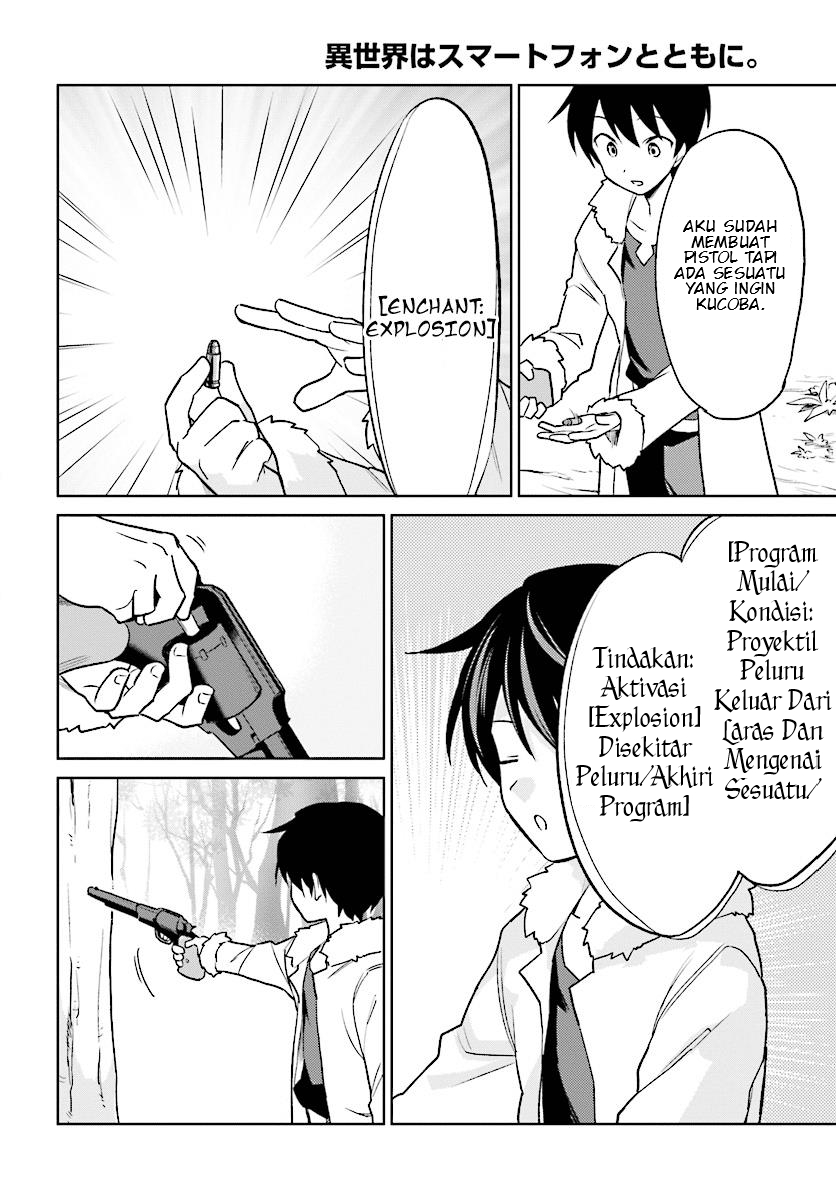 異世界はスマートフォンとともに。
AKU SUDAH
MEMBUAT
PISTOL TAPI
ADA SESUATU
YANG INGIN
KUCOBA.
[ENCHANT:
EXPLOSION]
[Program
Mulai/
Kondisi:
Proyektil
Peluru
Keluar Dari
Laras Dan
Mengenai
Sesuatu/
Tindakan:
Aktivasi
[Explosion]
Disekitar
Peluru/Akhiri
Program]